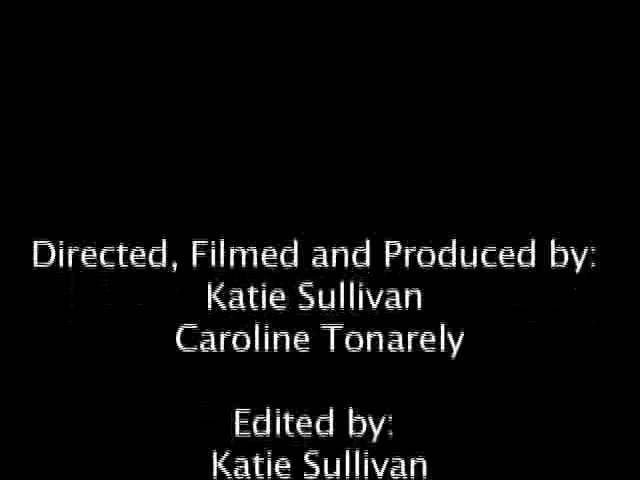 Directed, Filmed and Produced by:
Katie Sullivan
Caroline Tonarely
Edited by:
Katie Sullivan